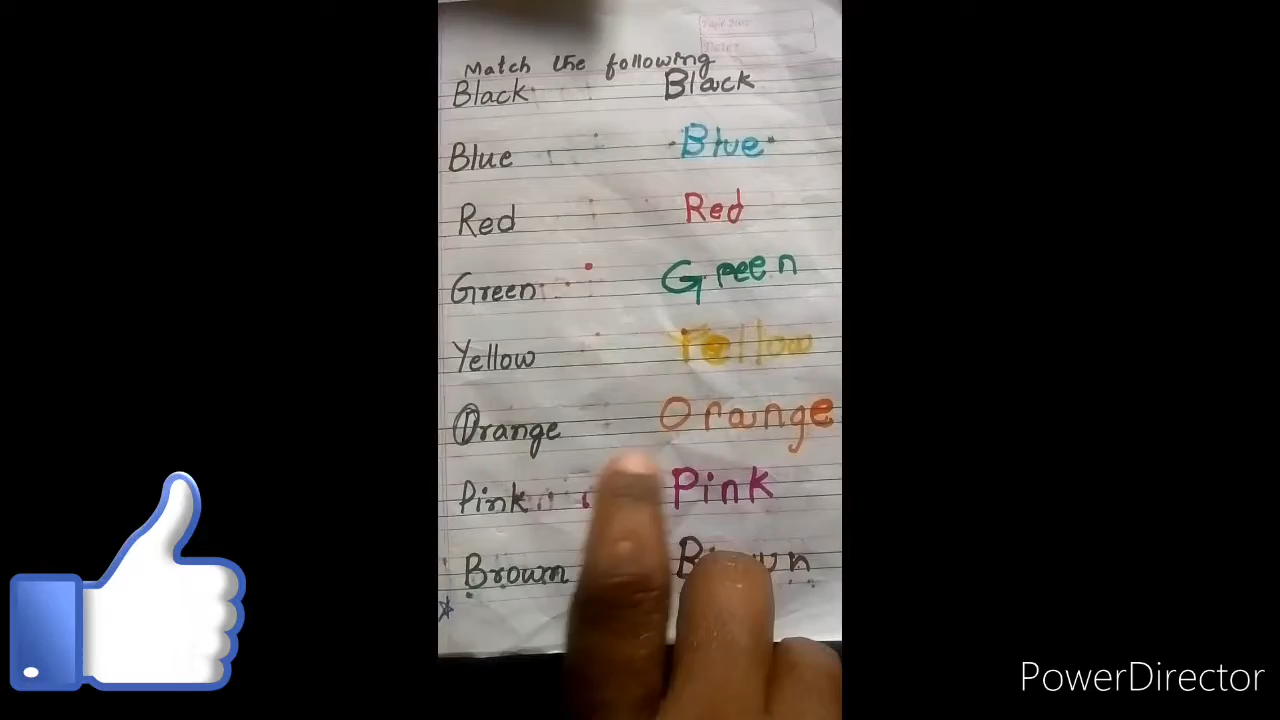 Match the following
Black Black
Blue Blue
Red Red
Green Green
Yellow Yellow
Orange Orange
Pink Pink
Brown
PowerDirector